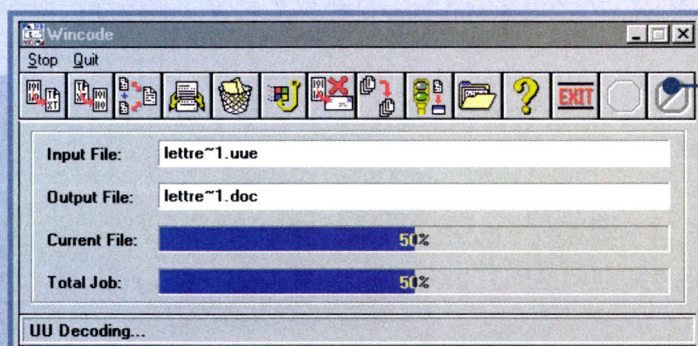 Wincode
Stop Quit
EXIT
Input File: lettre~1.uue
Output File: lettre~1.doc
Current File: 50%
Total Job: 50%
UU Decoding...